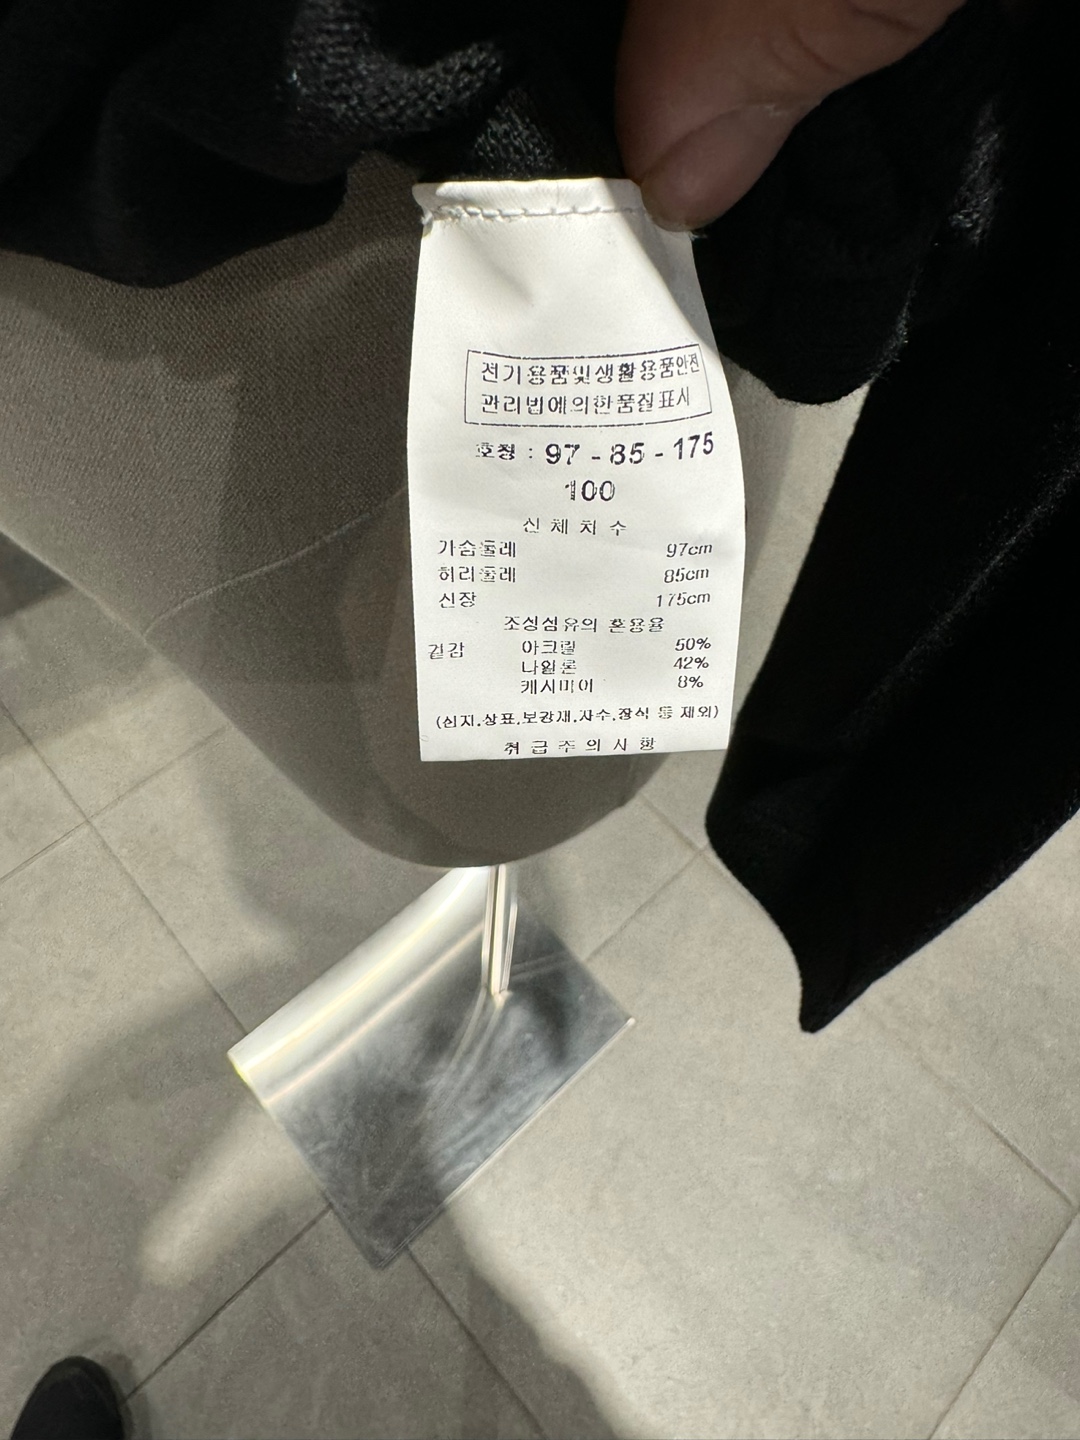 전기용품및생활용품안전
관리법에의한품질표시
호칭 : 97 - 85 - 175
100
신 체 치 수
가슴둘레 97cm
허리둘레 85cm
신장 175cm
조성섬유의 혼용율
겉감 아크릴 50%
나일론 42%
캐시미어 8%
(심지,상표,보강재,자수,장식 등 제외)
취 급 주 의 사 항